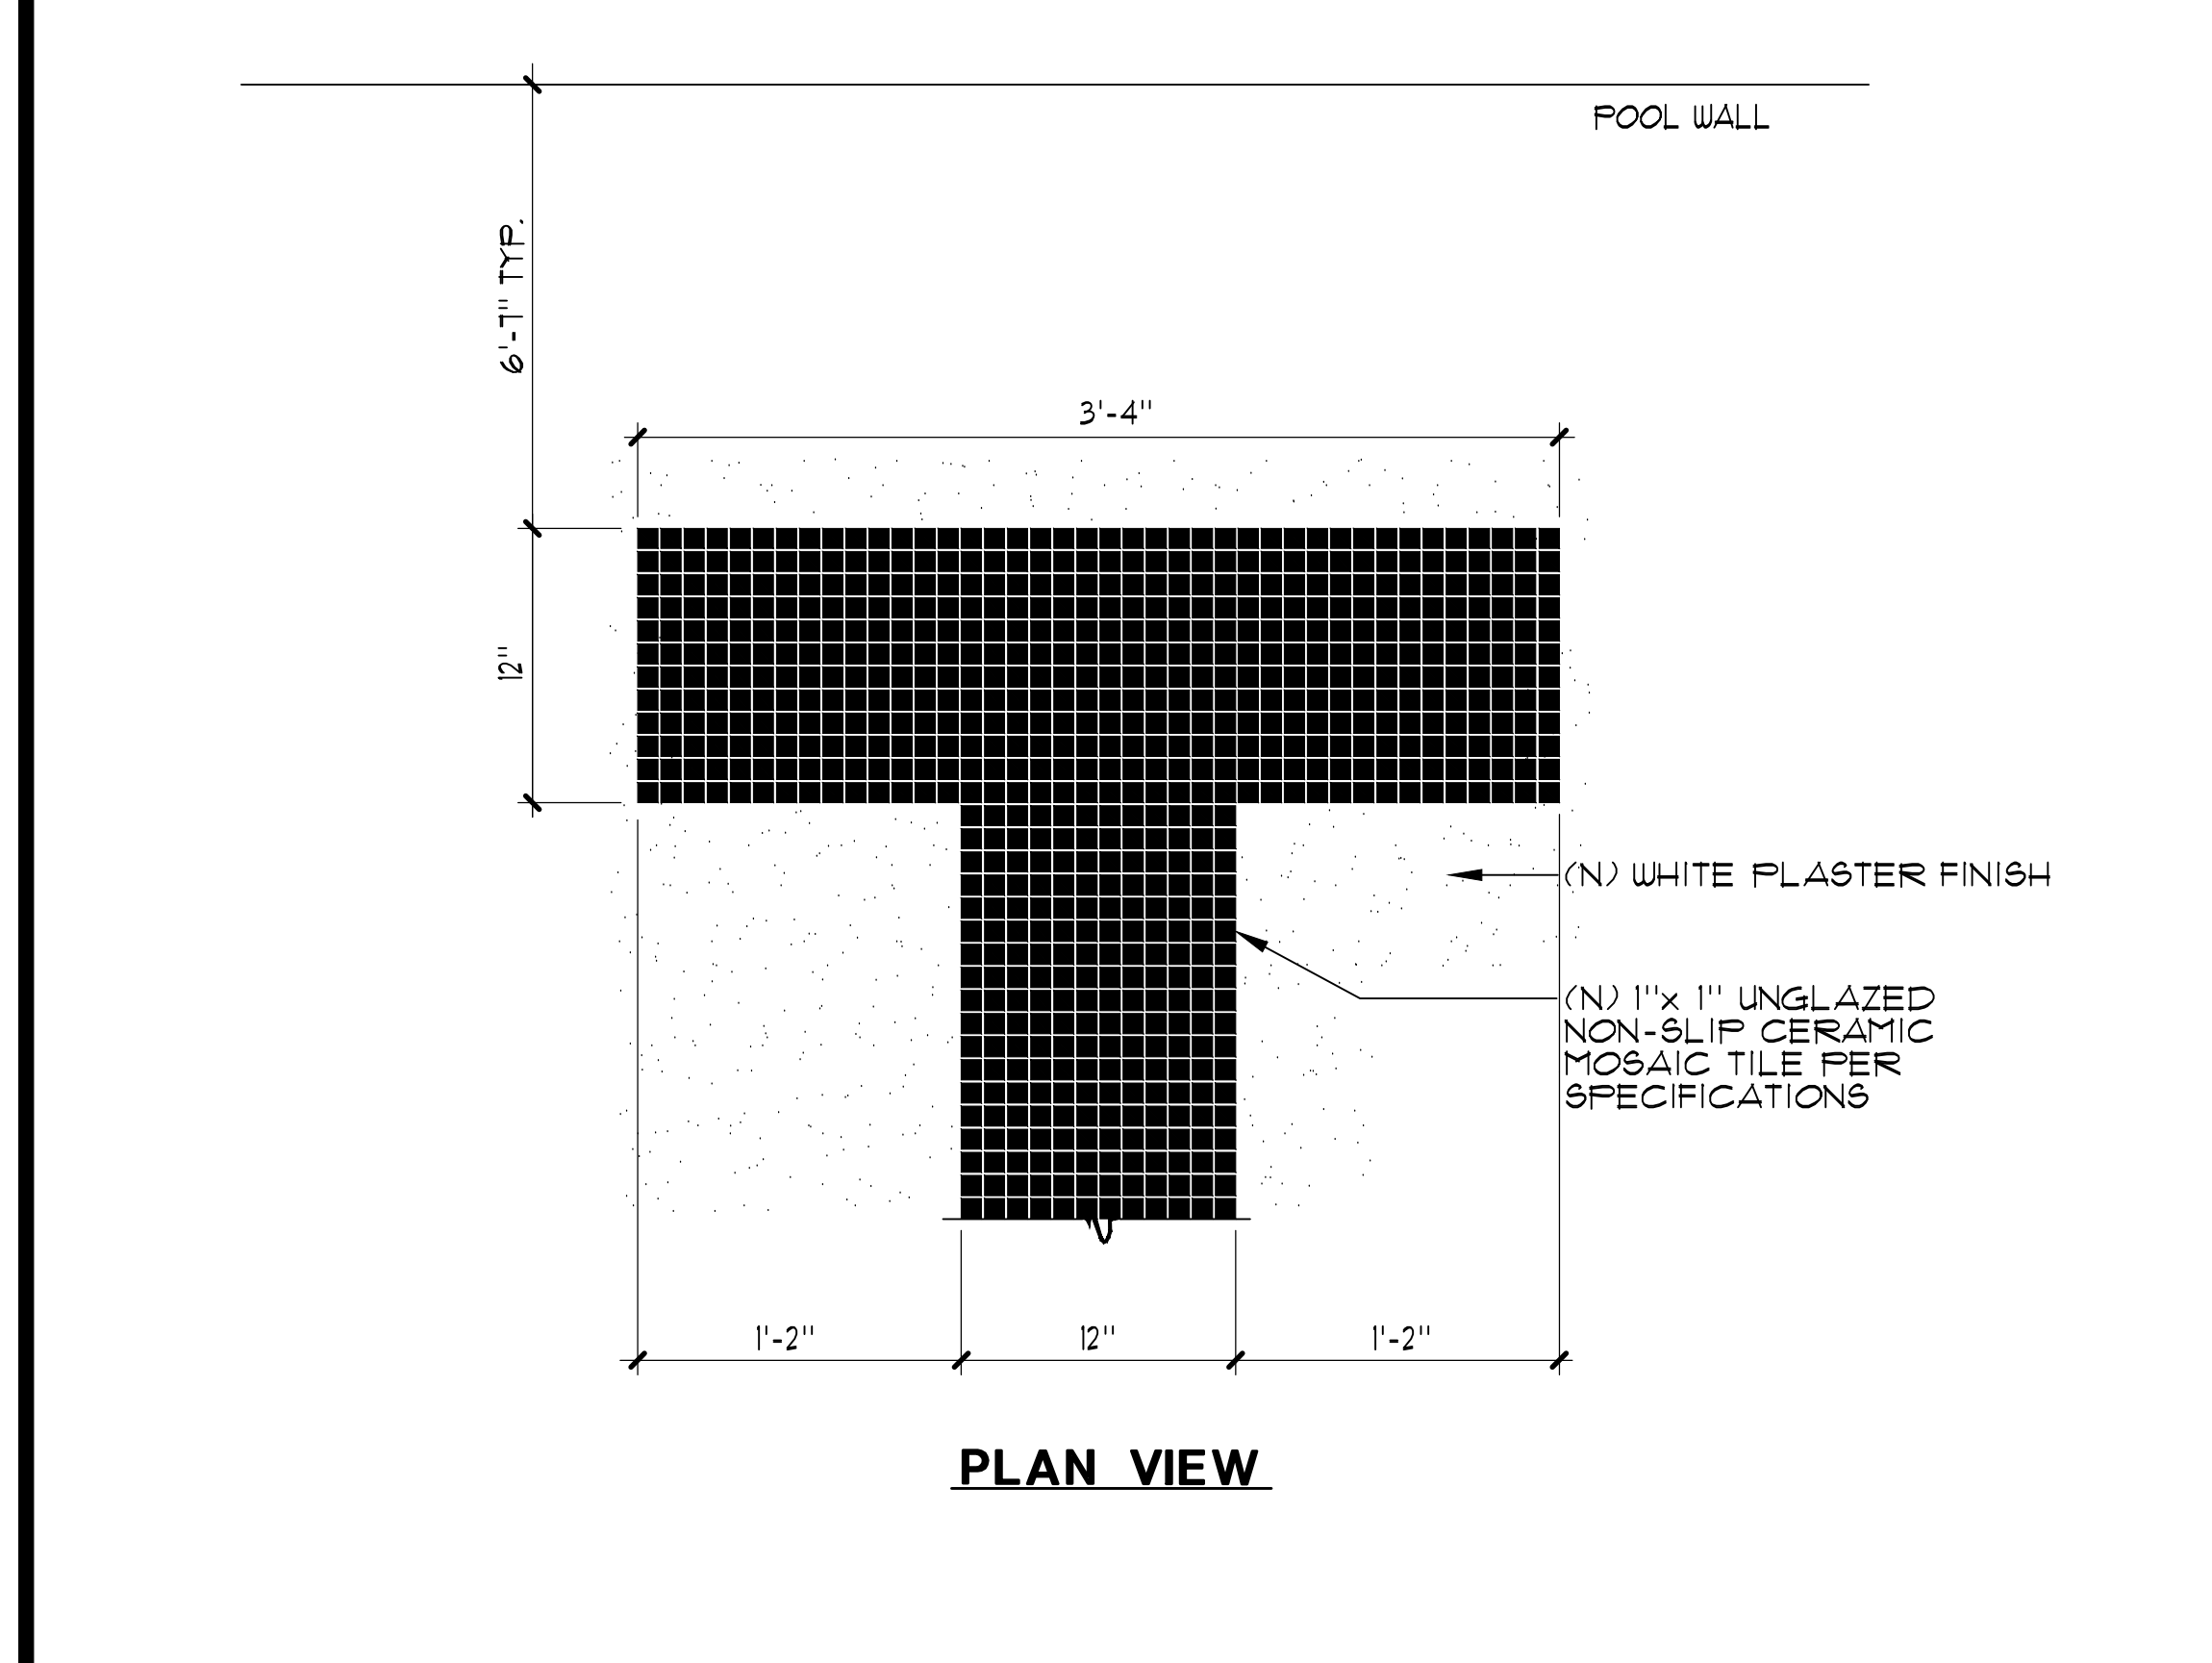 POOL WALL
6'-7" TYP.
3'-4"
12"
(N) WHITE PLASTER FINISH
(N) 1"x 1" UNGLAZED
NON-SLIP CERAMIC
MOSAIC TILE PER
SPECIFICATIONS
1'-2" 12" 1'-2"
PLAN VIEW